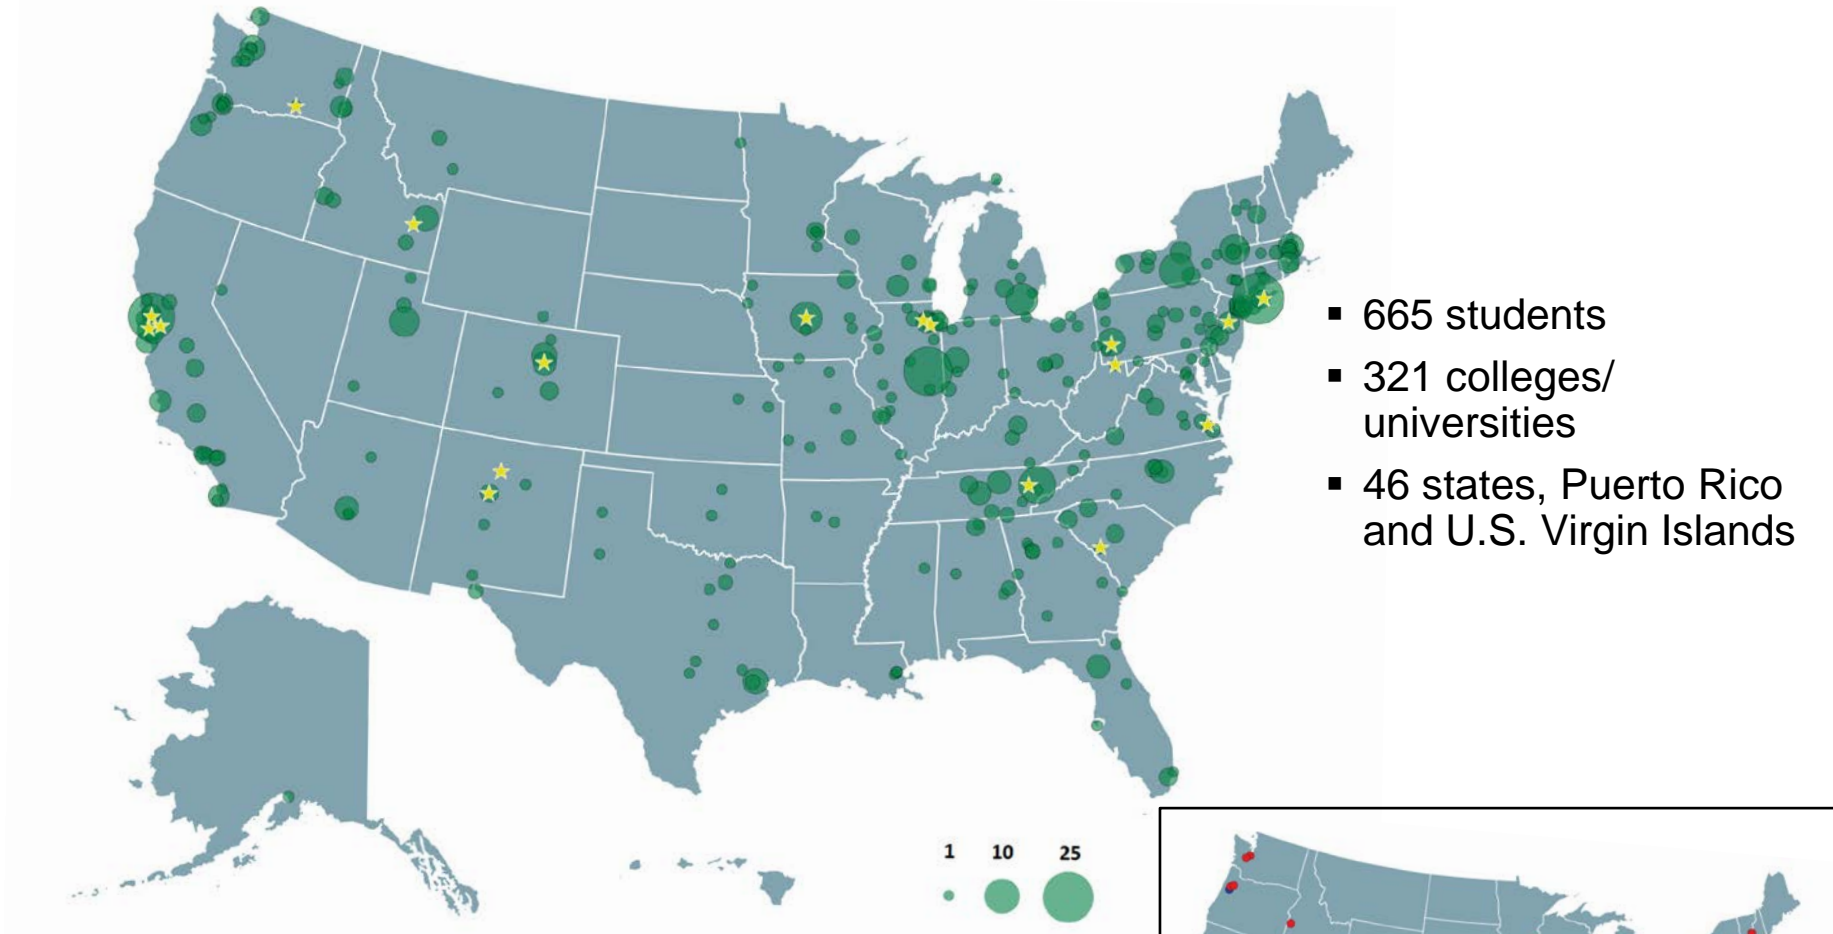 ▪ 665 students
▪ 321 colleges/
universities
▪ 46 states, Puerto Rico
and U.S. Virgin Islands
1 10 25